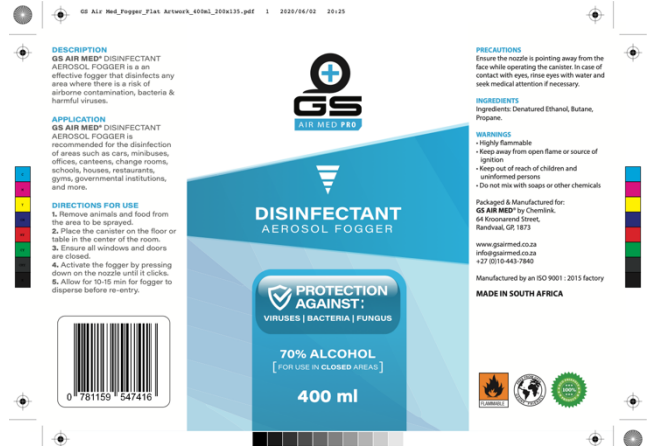 GS Air Med_Fogger_Flat Artwork_400ml_200x135.pdf 1 2020/06/02 20:25
DESCRIPTION
GS AIR MED® DISINFECTANT
AEROSOL FOGGER is a an
effective fogger that disinfects any
area where there is a risk of
airborne contamination, bacteria &
harmful viruses.
APPLICATION
GS AIR MED® DISINFECTANT
AEROSOL FOGGER is
recommended for the disinfection
of areas such as cars, minibuses,
offices, canteens, change rooms,
schools, houses, restaurants,
gyms, governmental institutions,
and more.
DIRECTIONS FOR USE
1. Remove animals and food from
the area to be sprayed.
2. Place the canister on the floor or
table in the center of the room.
3. Ensure all windows and doors
are closed.
4. Activate the fogger by pressing
down on the nozzle until it clicks.
5. Allow for 10-15 min for fogger to
disperse before re-entry.
0 781159 547416
GS
AIR MED PRO
DISINFECTANT
AEROSOL FOGGER
PROTECTION
AGAINST:
VIRUSES | BACTERIA | FUNGUS
70% ALCOHOL
[FOR USE IN CLOSED AREAS]
400 ml
PRECAUTIONS
Ensure the nozzle is pointing away from the
face while operating the canister. In case of
contact with eyes, rinse eyes with water and
seek medical attention if necessary.
INGREDIENTS
Ingredients: Denatured Ethanol, Butane,
Propane.
WARNINGS
• Highly flammable
• Keep away from open flame or source of
ignition
• Keep out of reach of children and
uninformed persons
• Do not mix with soaps or other chemicals
Packaged & Manufactured for:
GS AIR MED® by Chemlink.
64 Kroonarend Street,
Randvaal, GP, 1873
www.gsairmed.co.za
info@gsairmed.co.za
+27 (0)10-443-7840
Manufactured by an ISO 9001 : 2015 factory
MADE IN SOUTH AFRICA
FLAMMABLE
100%